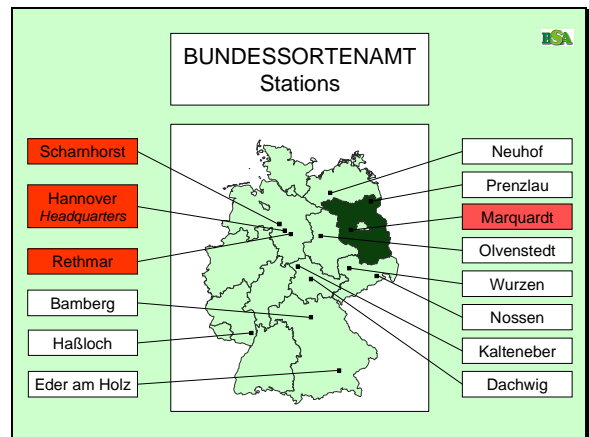 BSA
BUNDESSORTENAMT
Stations
Scharnhorst
Hannover
Headquarters
Rethmar
Bamberg
Haßloch
Eder am Holz
Neuhof
Prenzlau
Marquardt
Olvenstedt
Wurzen
Nossen
Kalteneber
Dachwig